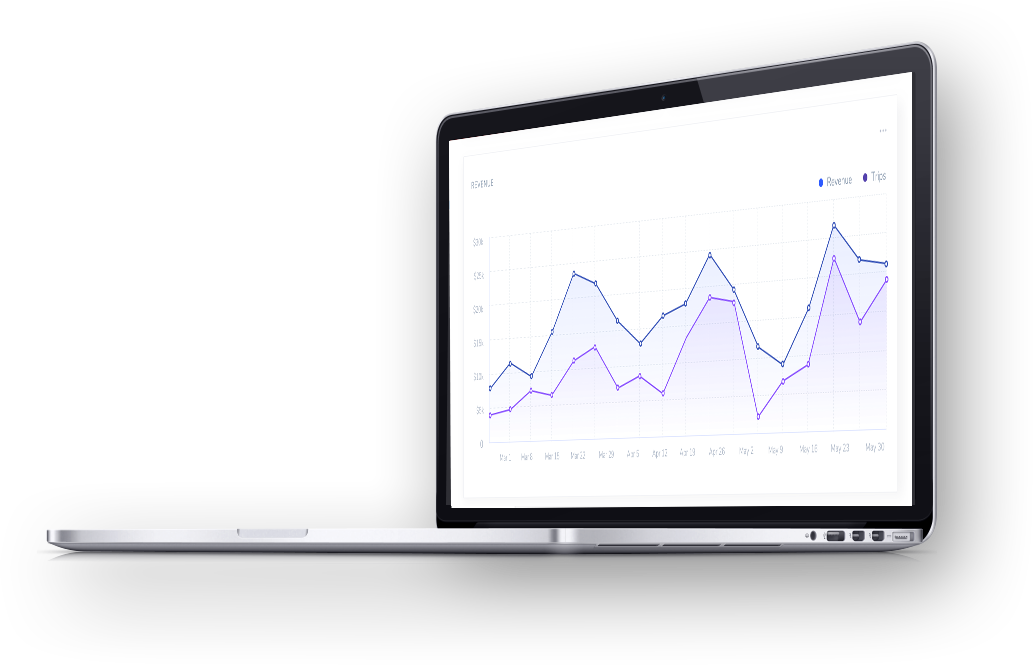 ...
REVENUE
Revenue Trips
$30k
$25k
$20k
$15k
$10k
$5k
0
Mar 1 Mar 8 Mar 15 Mar 22 Mar 29 Apr 5 Apr 12 Apr 19 Apr 26 May 2 May 9 May 16 May 23 May 30